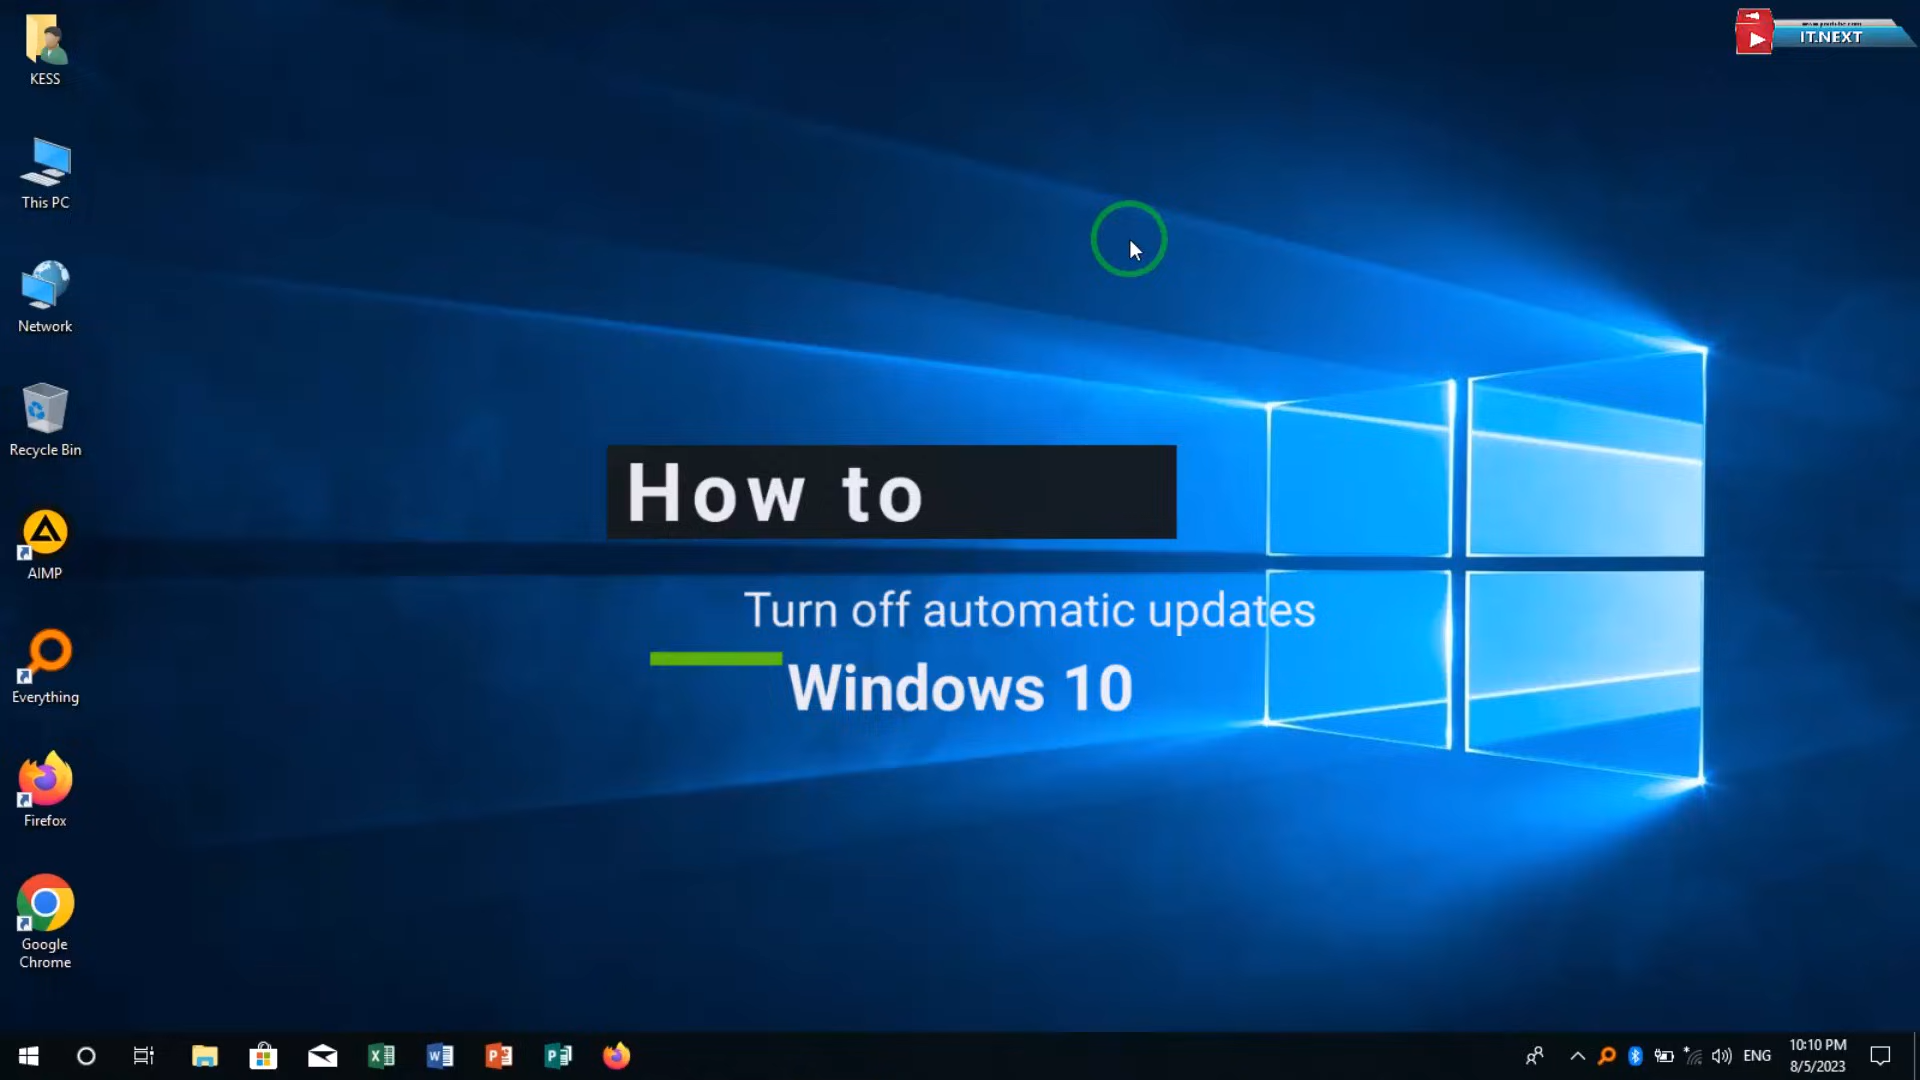 KESS
This PC
Network
Recycle Bin
AIMP
Everything
Firefox
Google
Chrome
IT.NEXT
How to
Turn off automatic updates
Windows 10
ENG
10:10 PM
8/5/2023